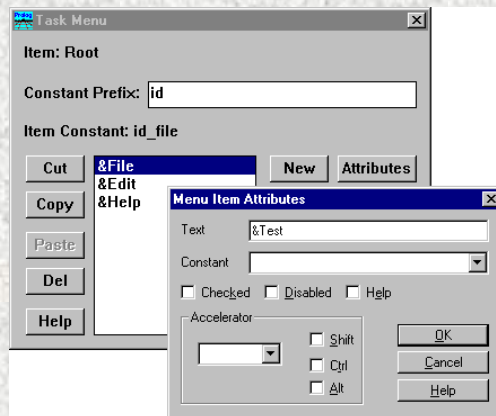 Prolog
Task Menu
Item: Root
Constant Prefix: id
Item Constant: id_file
Cut
&File
New
Attributes
&Edit
Copy
&Help
Paste
Del
Help
Menu Item Attributes
Text &Test
Constant
Checked Disabled Help
Accelerator
Shift
Ctrl
Alt
OK
Cancel
Help